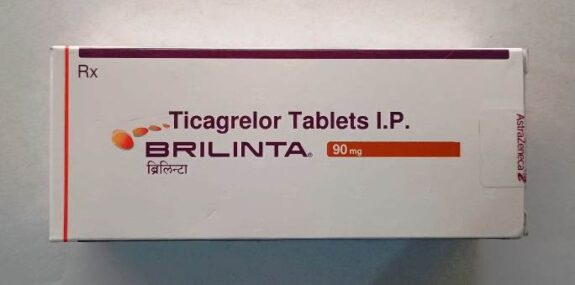 Rx
Ticagrelor Tablets I.P.
BRILINTA®
90 mg
ब्रिलिन्टा
AstraZeneca